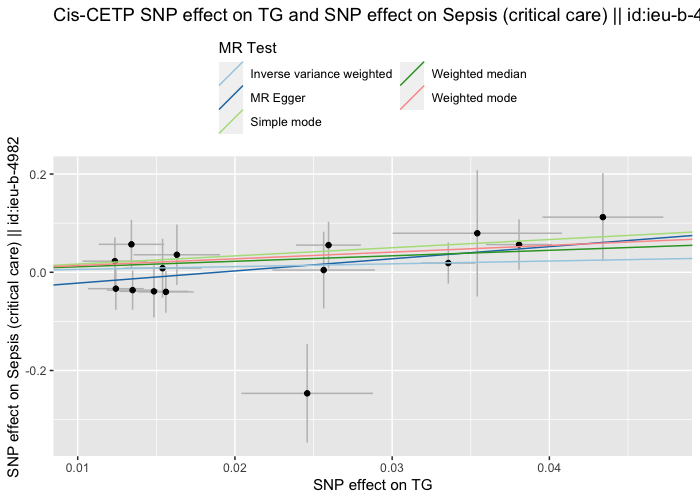 Cis-CETP SNP effect on TG and SNP effect on Sepsis (critical care) || id:ieu-b-4
MR Test
Inverse variance weighted
Weighted median
MR Egger
Weighted mode
Simple mode
SNP effect on Sepsis (critical care) || id:ieu-b-4982
0.2
0.0
-0.2
0.01
0.02
0.03
0.04
SNP effect on TG